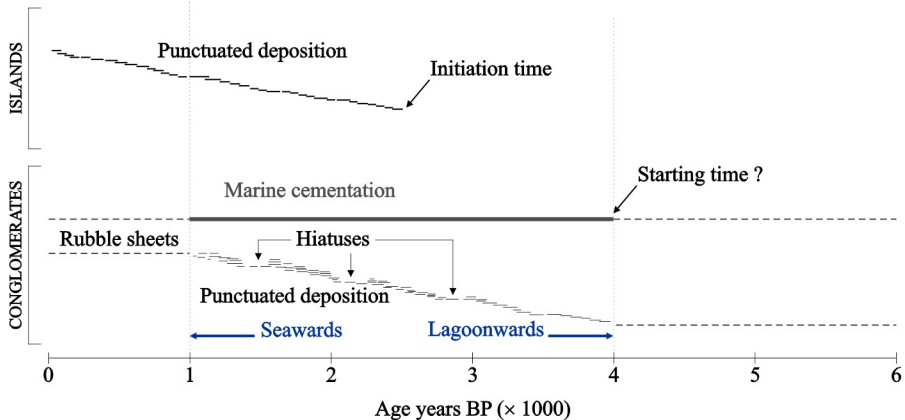 ISLANDS
Punctuated deposition
Initiation time
CONGLOMERATES
Marine cementation
Starting time ?
Rubble sheets
Hiatuses
Punctuated deposition
Seawards
Lagoonwards
0 1 2 3 4 5 6
Age years BP (× 1000)